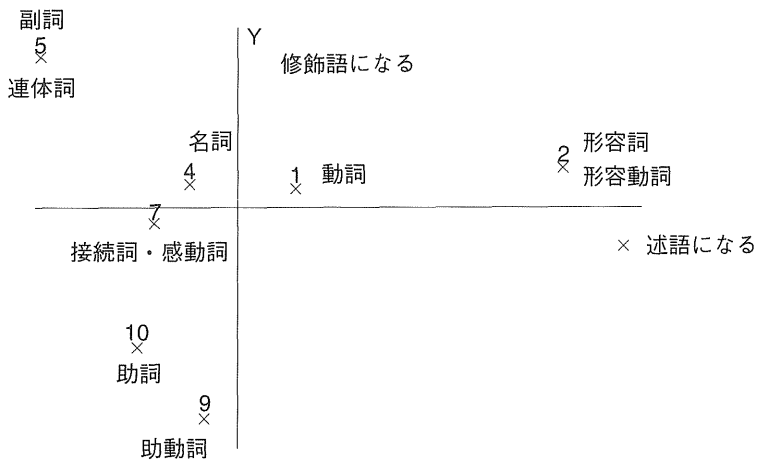 副詞
5
連体詞
Y
修飾語になる
名詞
4
1 動詞
2 形容詞
形容動詞
7
接続詞・感動詞
× 述語になる
10
助詞
9
助動詞